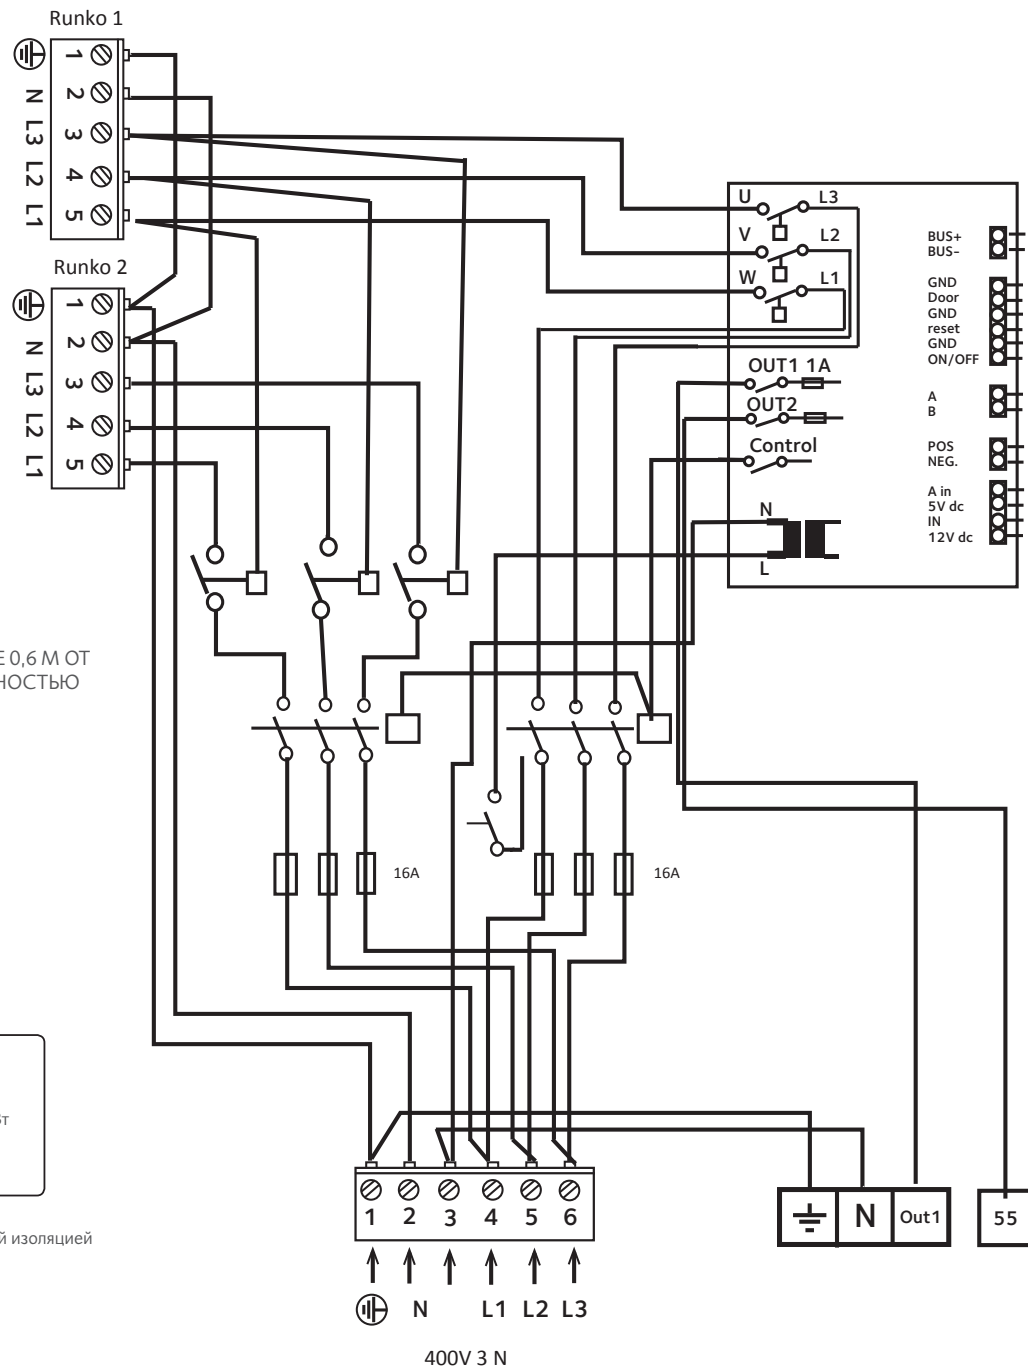 Runko 1
1
N 2
L3 3
L2 4
L1 5
Runko 2
1
N 2
L3 3
L2 4
L1 5
U L3
V L2
W L1
OUT1 1A
OUT2
Control
N
L
BUS+
BUS-
GND
Door
GND
reset
GND
ON/OFF
A
B
POS
NEG.
A in
5V dc
IN
12V dc
Е 0,6 М ОТ
НОСТЬЮ
16A
16A
т
й изоляцией
1 2 3 4 5 6
N L1 L2 L3
400V 3 N
N Out1
55